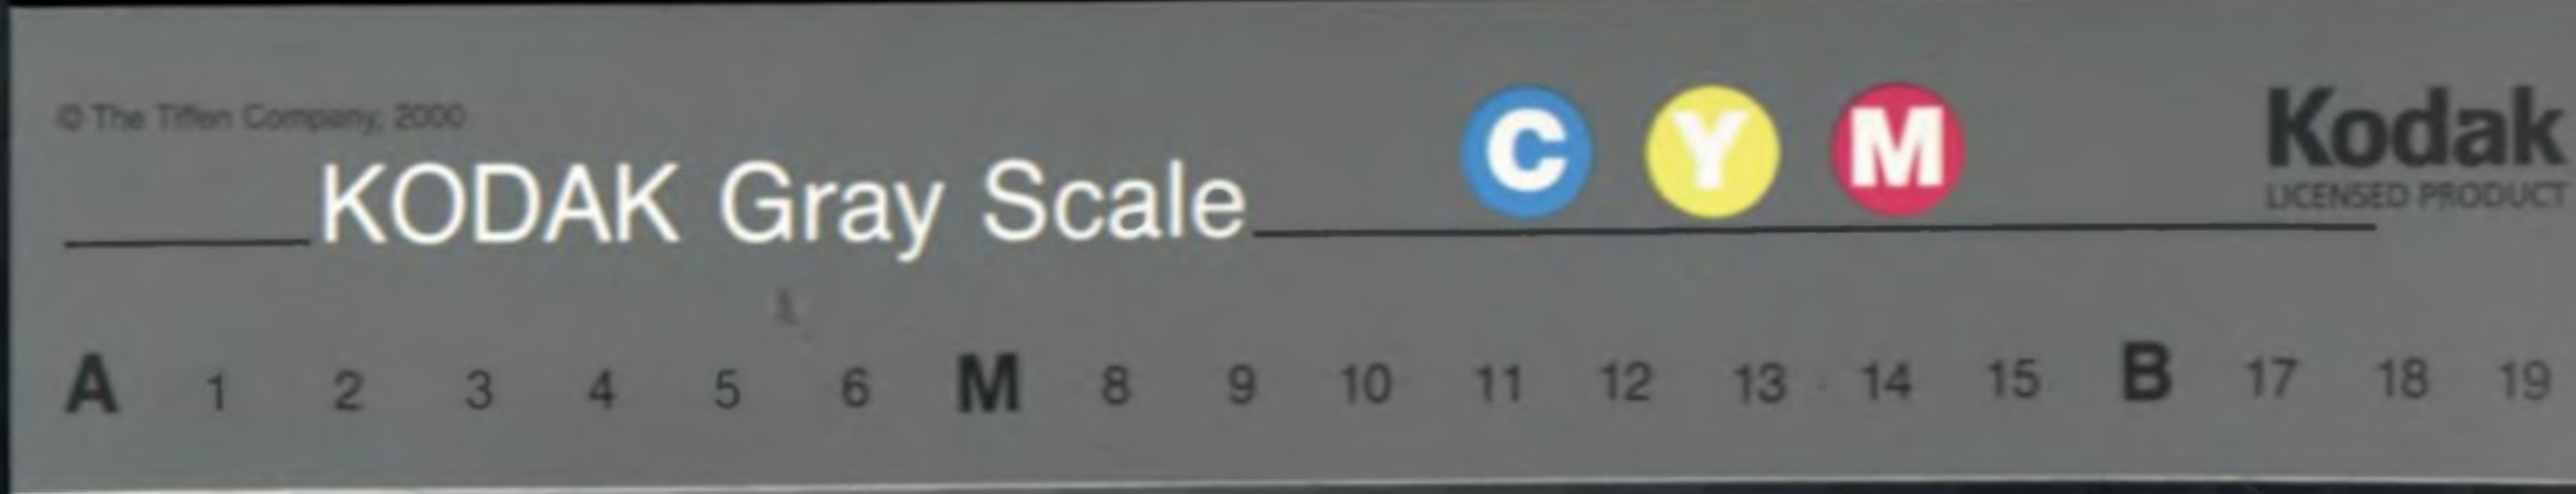 © The Tiffen Company, 2000
KODAK Gray Scale
C Y M
Kodak
LICENSED PRODUCT
A 1 2 3 4 5 6 M 8 9 10 11 12 13 14 15 B 17 18 19